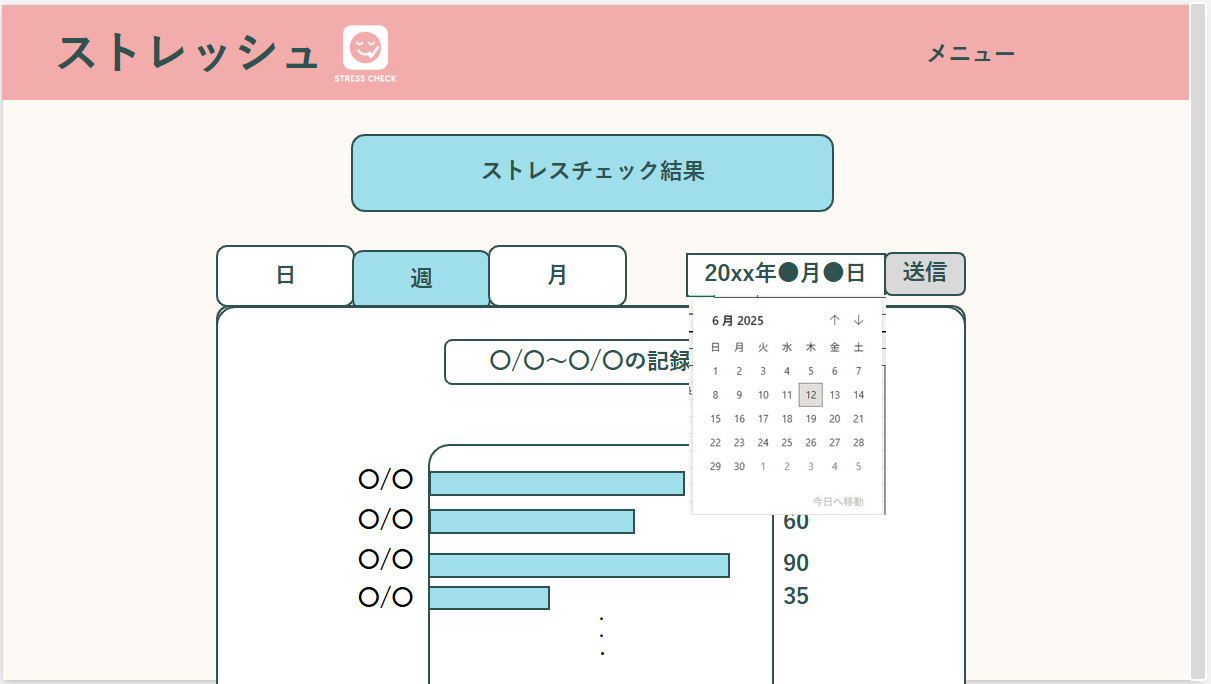 ストレッシュ
STRESS CHECK
メニュー
ストレスチェック結果
日
週
月
20xx年●月●日
送信
〇/〇～〇/〇の記録
6 月 2025
日 月 火 水 木 金 土
1 2 3 4 5 6 7
8 9 10 11 12 13 14
15 16 17 18 19 20 21
22 23 24 25 26 27 28
29 30 1 2 3 4 5
今日へ移動
〇/〇
〇/〇 60
〇/〇 90
〇/〇 35